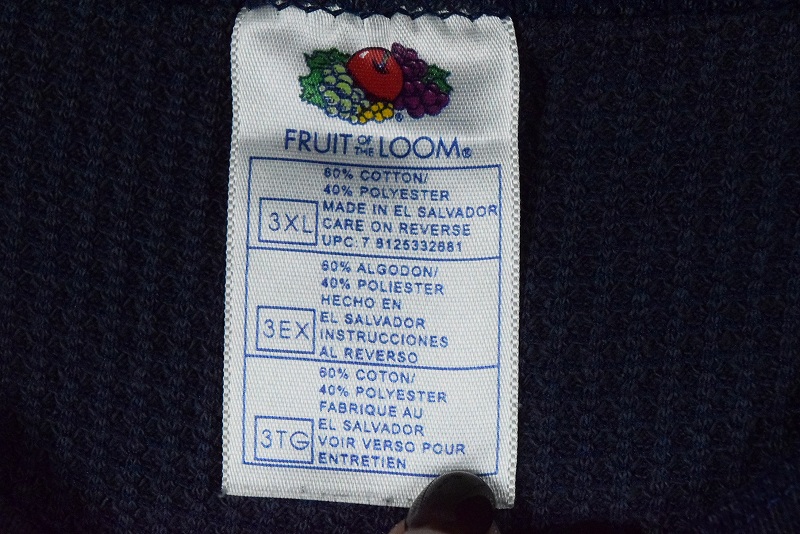 FRUIT OF THE LOOM®
3XL
60% COTTON/
40% POLYESTER
MADE IN EL SALVADOR
CARE ON REVERSE
UPC 7 8125332881
3EX
60% ALGODON/
40% POLIESTER
HECHO EN
EL SALVADOR
INSTRUCCIONES
AL REVERSO
3TG
60% COTON/
40% POLYESTER
FABRIQUE AU
EL SALVADOR
VOIR VERSO POUR
ENTRETIEN